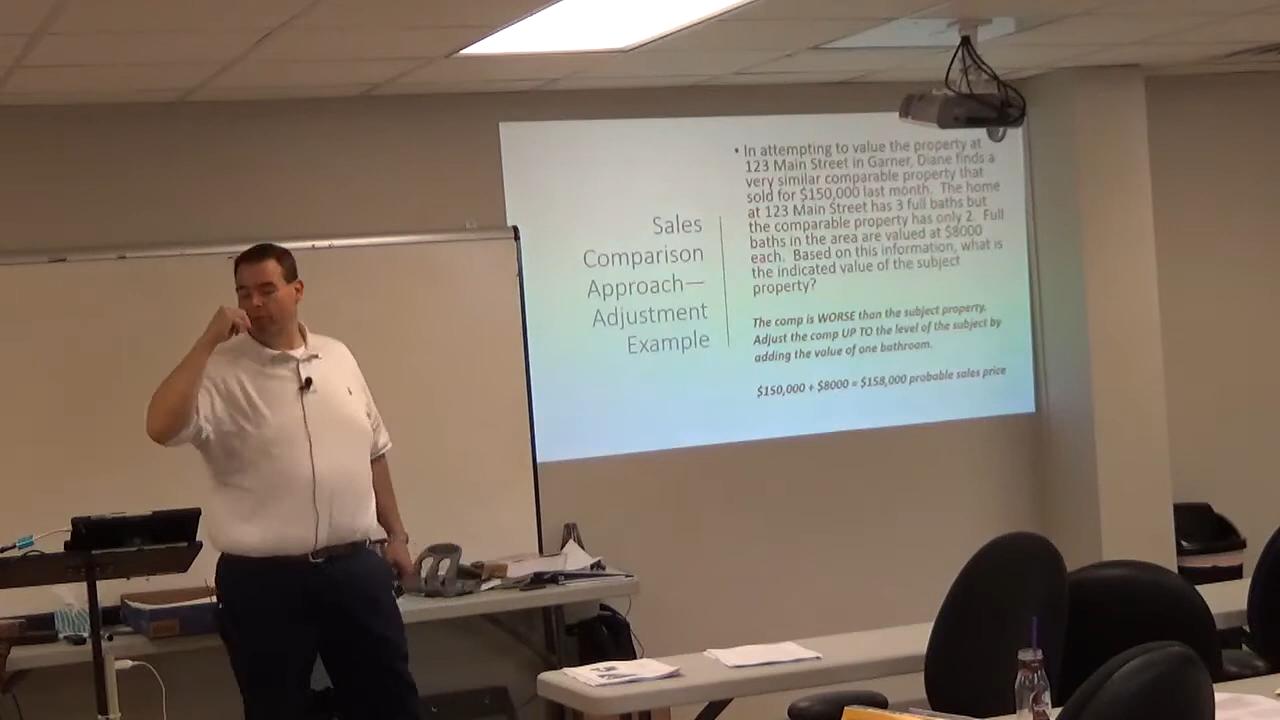 Sales
Comparison
Approach—
Adjustment
Example
• In attempting to value the property at
123 Main Street in Garner, Diane finds a
very similar comparable property that
sold for $150,000 last month. The home
at 123 Main Street has 3 full baths but
the comparable property has only 2. Full
baths in the area are valued at $8000
each. Based on this information, what is
the indicated value of the subject
property?
The comp is WORSE than the subject property.
Adjust the comp UP TO the level of the subject by
adding the value of one bathroom.
$150,000 + $8000 = $158,000 probable sales price